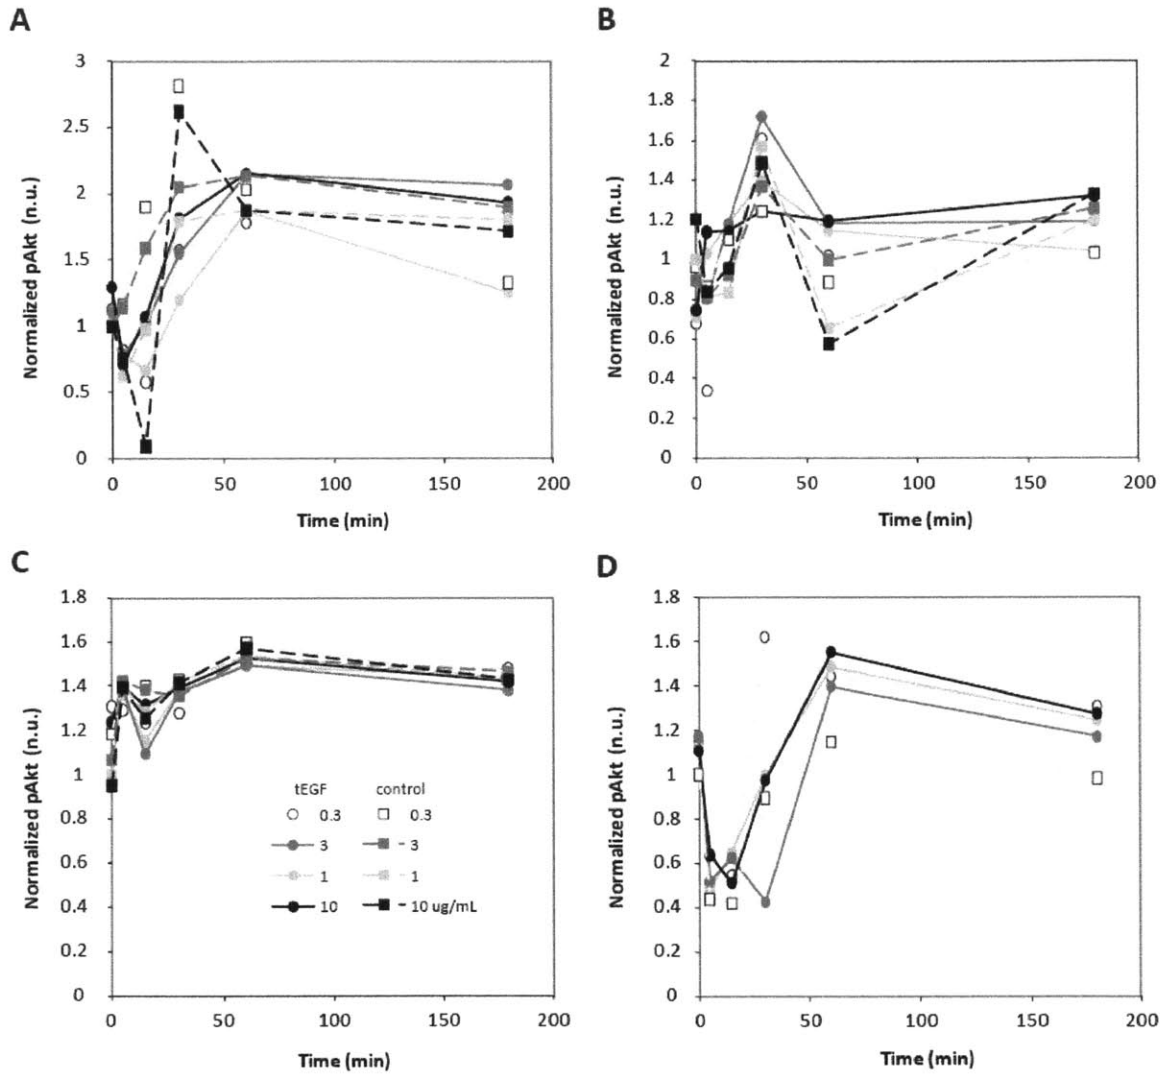 A
3
2.5
2
1.5
1
0.5
0
Normalized pAkt (n.u.)
0 50 100 150 200
Time (min)
B
2
1.8
1.6
1.4
1.2
1
0.8
0.6
0.4
0.2
0
Normalized pAkt (n.u.)
0 50 100 150 200
Time (min)
C
1.8
1.6
1.4
1.2
1
0.8
0.6
0.4
0.2
0
Normalized pAkt (n.u.)
tEGF control
0.3 0.3
3 3
1 1
10 10 ug/mL
0 50 100 150 200
Time (min)
D
1.8
1.6
1.4
1.2
1
0.8
0.6
0.4
0.2
0
Normalized pAkt (n.u.)
0 50 100 150 200
Time (min)